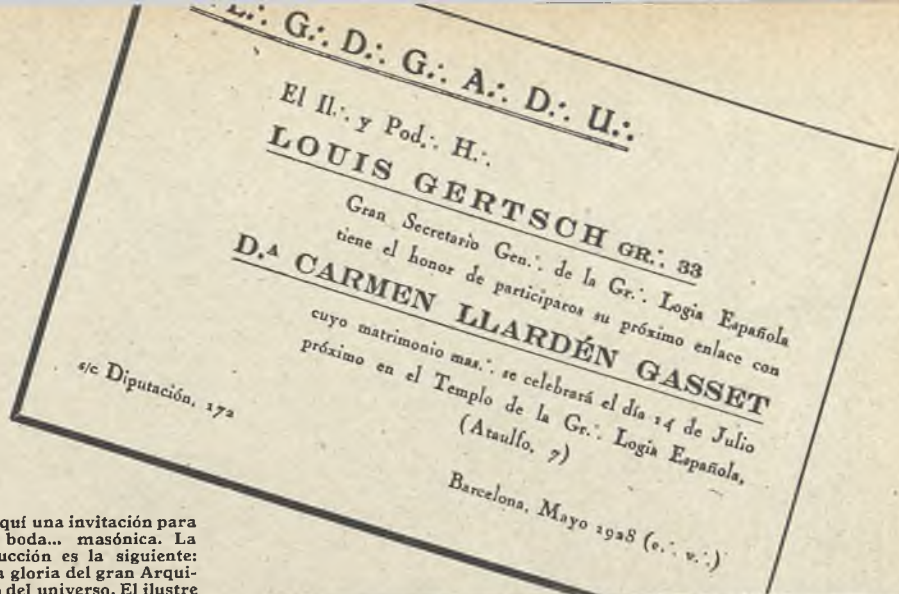 L.·. G.·. D.·. G.·. A.·. D.·. U.·.
El Il.·. y Pod.·. H.·.
LOUIS GERTSCH GR.·. 33
Gran Secretario Gen.·. de la Gr.·. Logia Española
tiene el honor de participaros su próximo enlace con
D.ª CARMEN LLARDÉN GASSET
cuyo matrimonio mas.·. se celebrará el día 14 de Julio
próximo en el Templo de la Gr.·. Logia Española,
(Ataulfo, 7)
s/c Diputación, 172
Barcelona, Mayo 1928 (e.·. v.·.)
quí una invitación para
boda... masónica. La
ucción es la siguiente:
a gloria del gran Arqui-
del universo. El ilustre